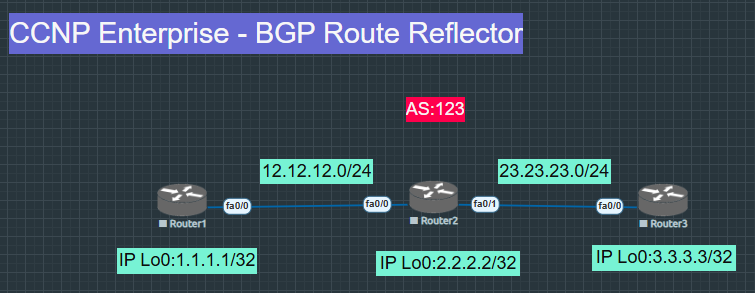 CCNP Enterprise - BGP Route Reflector
AS:123
12.12.12.0/24
23.23.23.0/24
fa0/0
fa0/0
fa0/1
fa0/0
Router1
Router2
Router3
IP Lo0:1.1.1.1/32
IP Lo0:2.2.2.2/32
IP Lo0:3.3.3.3/32